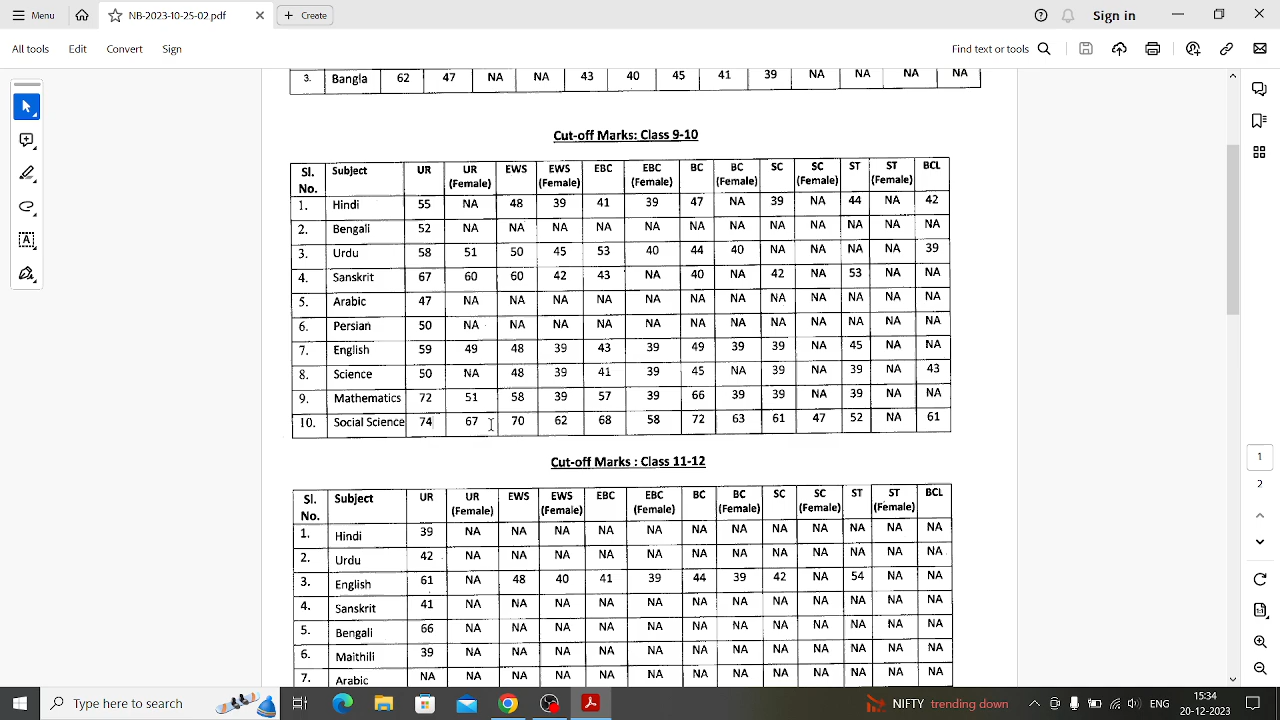 Menu NB-2023-10-25-02 .pdf Create Sign in
All tools Edit Convert Sign Find text or tools
3. Bangla 62 47 NA NA 43 40 45 41 39 NA NA NA NA
Cut-off Marks: Class 9-10
Sl. No. Subject UR UR (Female) EWS EWS (Female) EBC EBC (Female) BC BC (Female) SC SC (Female) ST ST (Female) BCL
1. Hindi 55 NA 48 39 41 39 47 NA 39 NA 44 NA 42
2. Bengali 52 NA NA NA NA NA NA NA NA NA NA NA NA
3. Urdu 58 51 50 45 53 40 44 40 NA NA NA NA 39
4. Sanskrit 67 60 60 42 43 NA 40 NA 42 NA 53 NA NA
5. Arabic 47 NA NA NA NA NA NA NA NA NA NA NA NA
6. Persian 50 NA NA NA NA NA NA NA NA NA NA NA NA
7. English 59 49 48 39 43 39 49 39 39 NA 45 NA NA
8. Science 50 NA 48 39 41 39 45 NA 39 NA 39 NA 43
9. Mathematics 72 51 58 39 57 39 66 39 39 NA 39 NA NA
10. Social Science 74 67 70 62 68 58 72 63 61 47 52 NA 61
Cut-off Marks : Class 11-12
Sl. No. Subject UR UR (Female) EWS EWS (Female) EBC EBC (Female) BC BC (Female) SC SC (Female) ST ST (Female) BCL
1. Hindi 39 NA NA NA NA NA NA NA NA NA NA NA NA
2. Urdu 42 NA NA NA NA NA NA NA NA NA NA NA NA
3. English 61 NA 48 40 41 39 44 39 42 NA 54 NA NA
4. Sanskrit 41 NA NA NA NA NA NA NA NA NA NA NA NA
5. Bengali 66 NA NA NA NA NA NA NA NA NA NA NA NA
6. Maithili 39 NA NA NA NA NA NA NA NA NA NA NA NA
7. Arabic NA NA NA NA NA NA NA NA NA NA NA NA NA
1
2
Type here to search NIFTY trending down ENG 15:34
20-12-2023